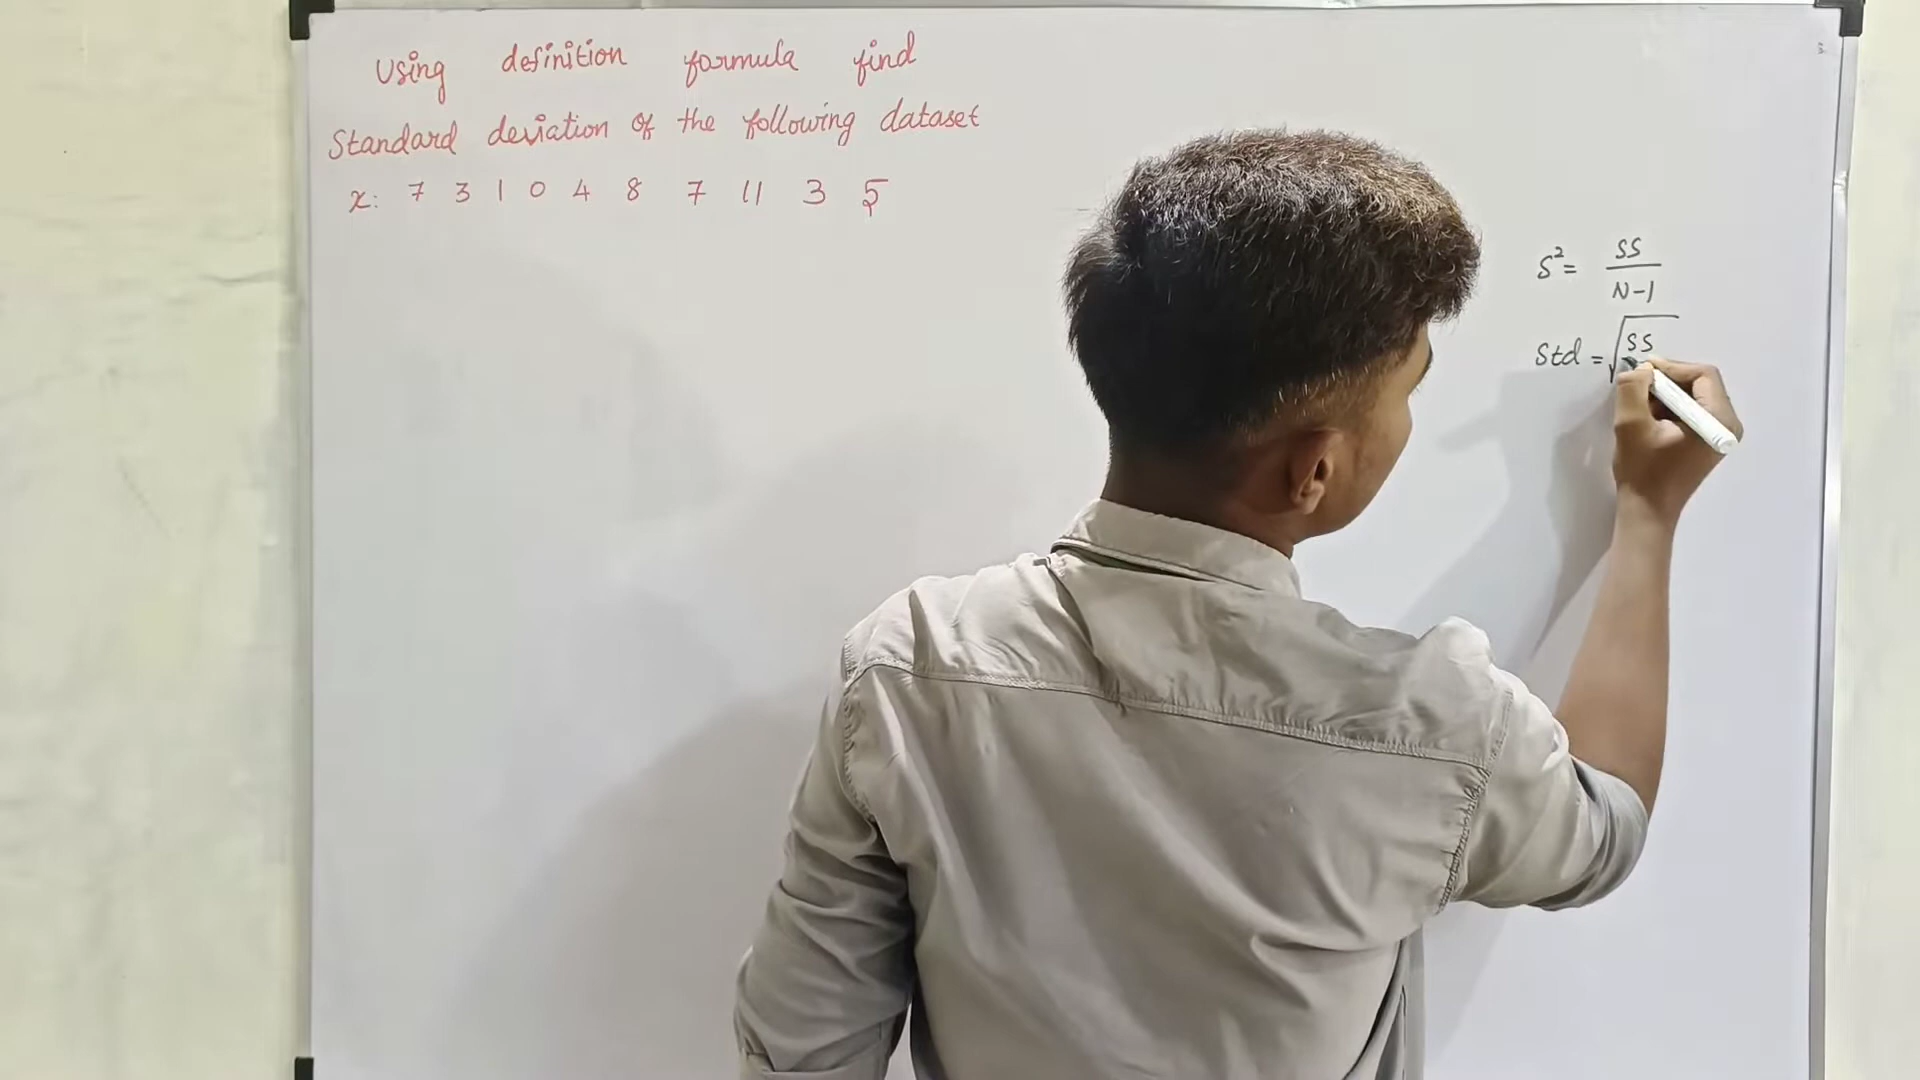 Using definition formula find
Standard deviation of the following dataset
x: 7 3 1 0 4 8 7 11 3 5
S² = SS / N-1
Std = √SS